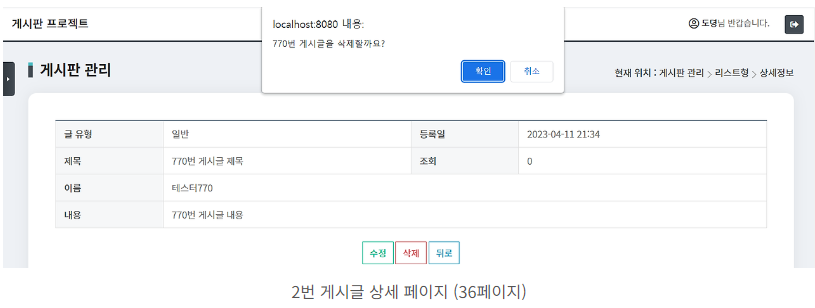 게시판 프로젝트
localhost:8080 내용:
도뎡님 반갑습니다.
770번 게시글을 삭제할까요?
확인 취소
게시판 관리
현재 위치 : 게시판 관리 > 리스트형 > 상세정보
글 유형 일반 등록일 2023-04-11 21:34
제목 770번 게시글 제목 조회 0
이름 테스터770
내용 770번 게시글 내용
수정 삭제 뒤로
2번 게시글 상세 페이지 (36페이지)